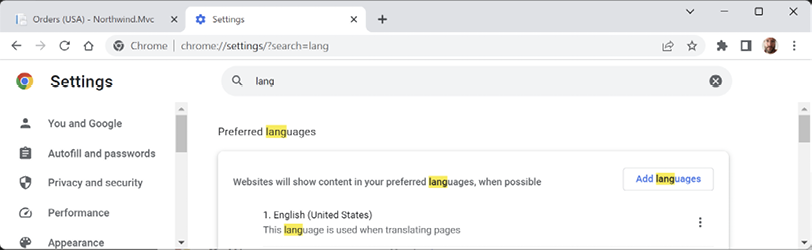 Orders (USA) - Northwind.Mvc
Settings
Chrome
chrome://settings/?search=lang
Settings
lang
You and Google
Autofill and passwords
Privacy and security
Performance
Appearance
Preferred languages
Websites will show content in your preferred languages, when possible
Add languages
1. English (United States)
This language is used when translating pages